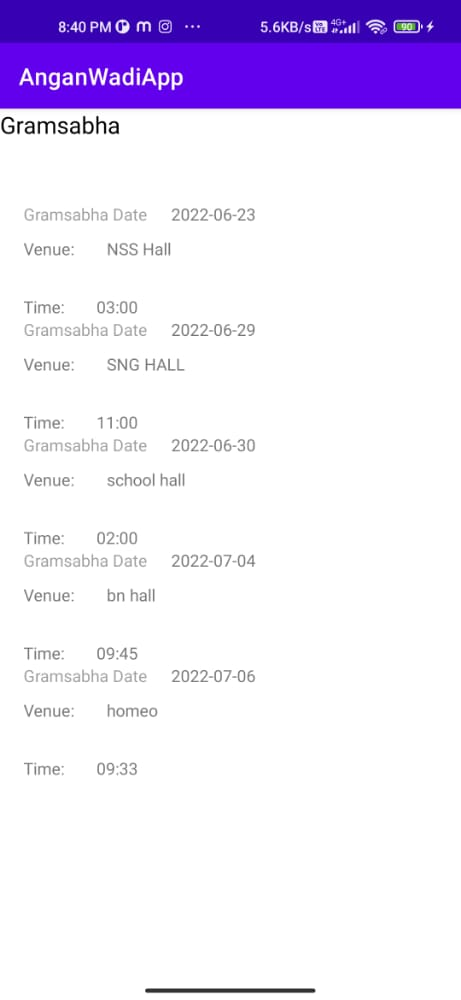 8:40 PM m ··· 5.6KB/s Vo LTE 4G+ 90
AnganWadiApp
Gramsabha
Gramsabha Date 2022-06-23
Venue: NSS Hall
Time: 03:00
Gramsabha Date 2022-06-29
Venue: SNG HALL
Time: 11:00
Gramsabha Date 2022-06-30
Venue: school hall
Time: 02:00
Gramsabha Date 2022-07-04
Venue: bn hall
Time: 09:45
Gramsabha Date 2022-07-06
Venue: homeo
Time: 09:33